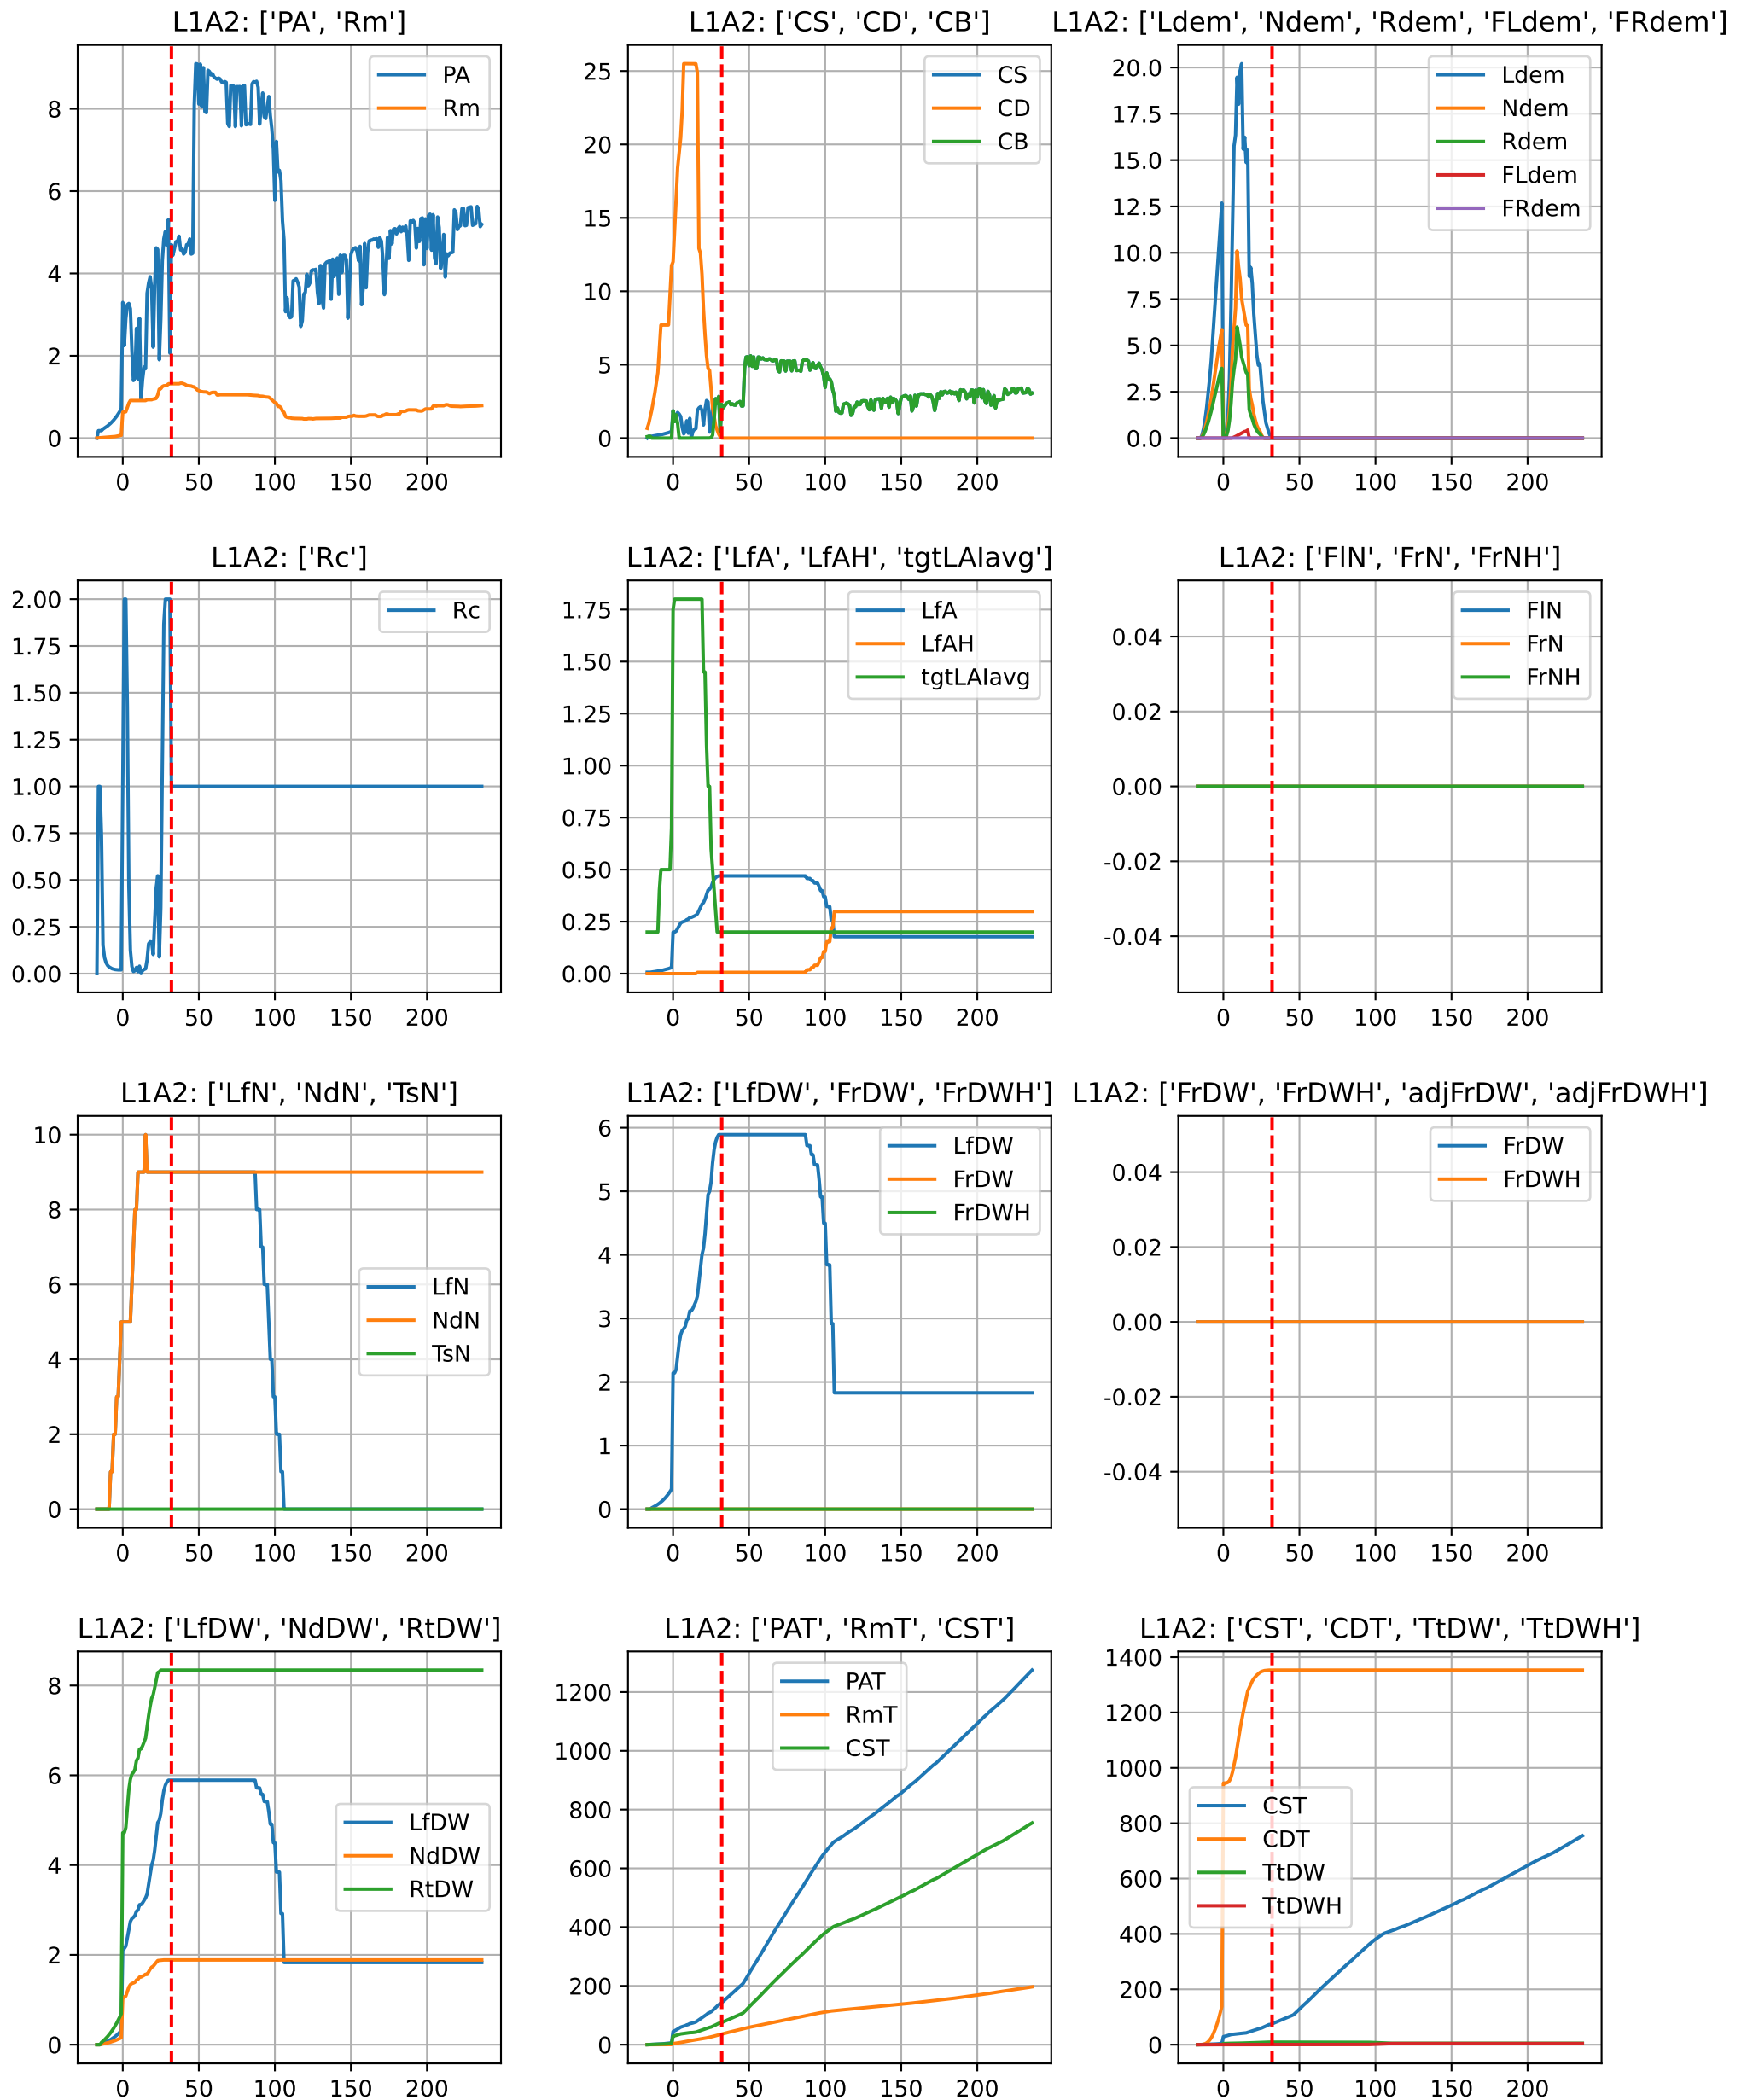 L1A2: ['PA', 'Rm']
PA
Rm
8
6
4
2
0
0 50 100 150 200
L1A2: ['CS', 'CD', 'CB']
CS
CD
CB
25
20
15
10
5
0
0 50 100 150 200
L1A2: ['Ldem', 'Ndem', 'Rdem', 'FLdem', 'FRdem']
Ldem
Ndem
Rdem
FLdem
FRdem
20.0
17.5
15.0
12.5
10.0
7.5
5.0
2.5
0.0
0 50 100 150 200
L1A2: ['Rc']
Rc
2.00
1.75
1.50
1.25
1.00
0.75
0.50
0.25
0.00
0 50 100 150 200
L1A2: ['LfA', 'LfAH', 'tgtLAIavg']
LfA
LfAH
tgtLAIavg
1.75
1.50
1.25
1.00
0.75
0.50
0.25
0.00
0 50 100 150 200
L1A2: ['FlN', 'FrN', 'FrNH']
FlN
FrN
FrNH
0.04
0.02
0.00
-0.02
-0.04
0 50 100 150 200
L1A2: ['LfN', 'NdN', 'TsN']
LfN
NdN
TsN
10
8
6
4
2
0
0 50 100 150 200
L1A2: ['LfDW', 'FrDW', 'FrDWH']
LfDW
FrDW
FrDWH
6
5
4
3
2
1
0
0 50 100 150 200
L1A2: ['FrDW', 'FrDWH', 'adjFrDW', 'adjFrDWH']
FrDW
FrDWH
0.04
0.02
0.00
-0.02
-0.04
0 50 100 150 200
L1A2: ['LfDW', 'NdDW', 'RtDW']
LfDW
NdDW
RtDW
8
6
4
2
0
0 50 100 150 200
L1A2: ['PAT', 'RmT', 'CST']
PAT
RmT
CST
1200
1000
800
600
400
200
0
0 50 100 150 200
L1A2: ['CST', 'CDT', 'TtDW', 'TtDWH']
CST
CDT
TtDW
TtDWH
1400
1200
1000
800
600
400
200
0
0 50 100 150 200